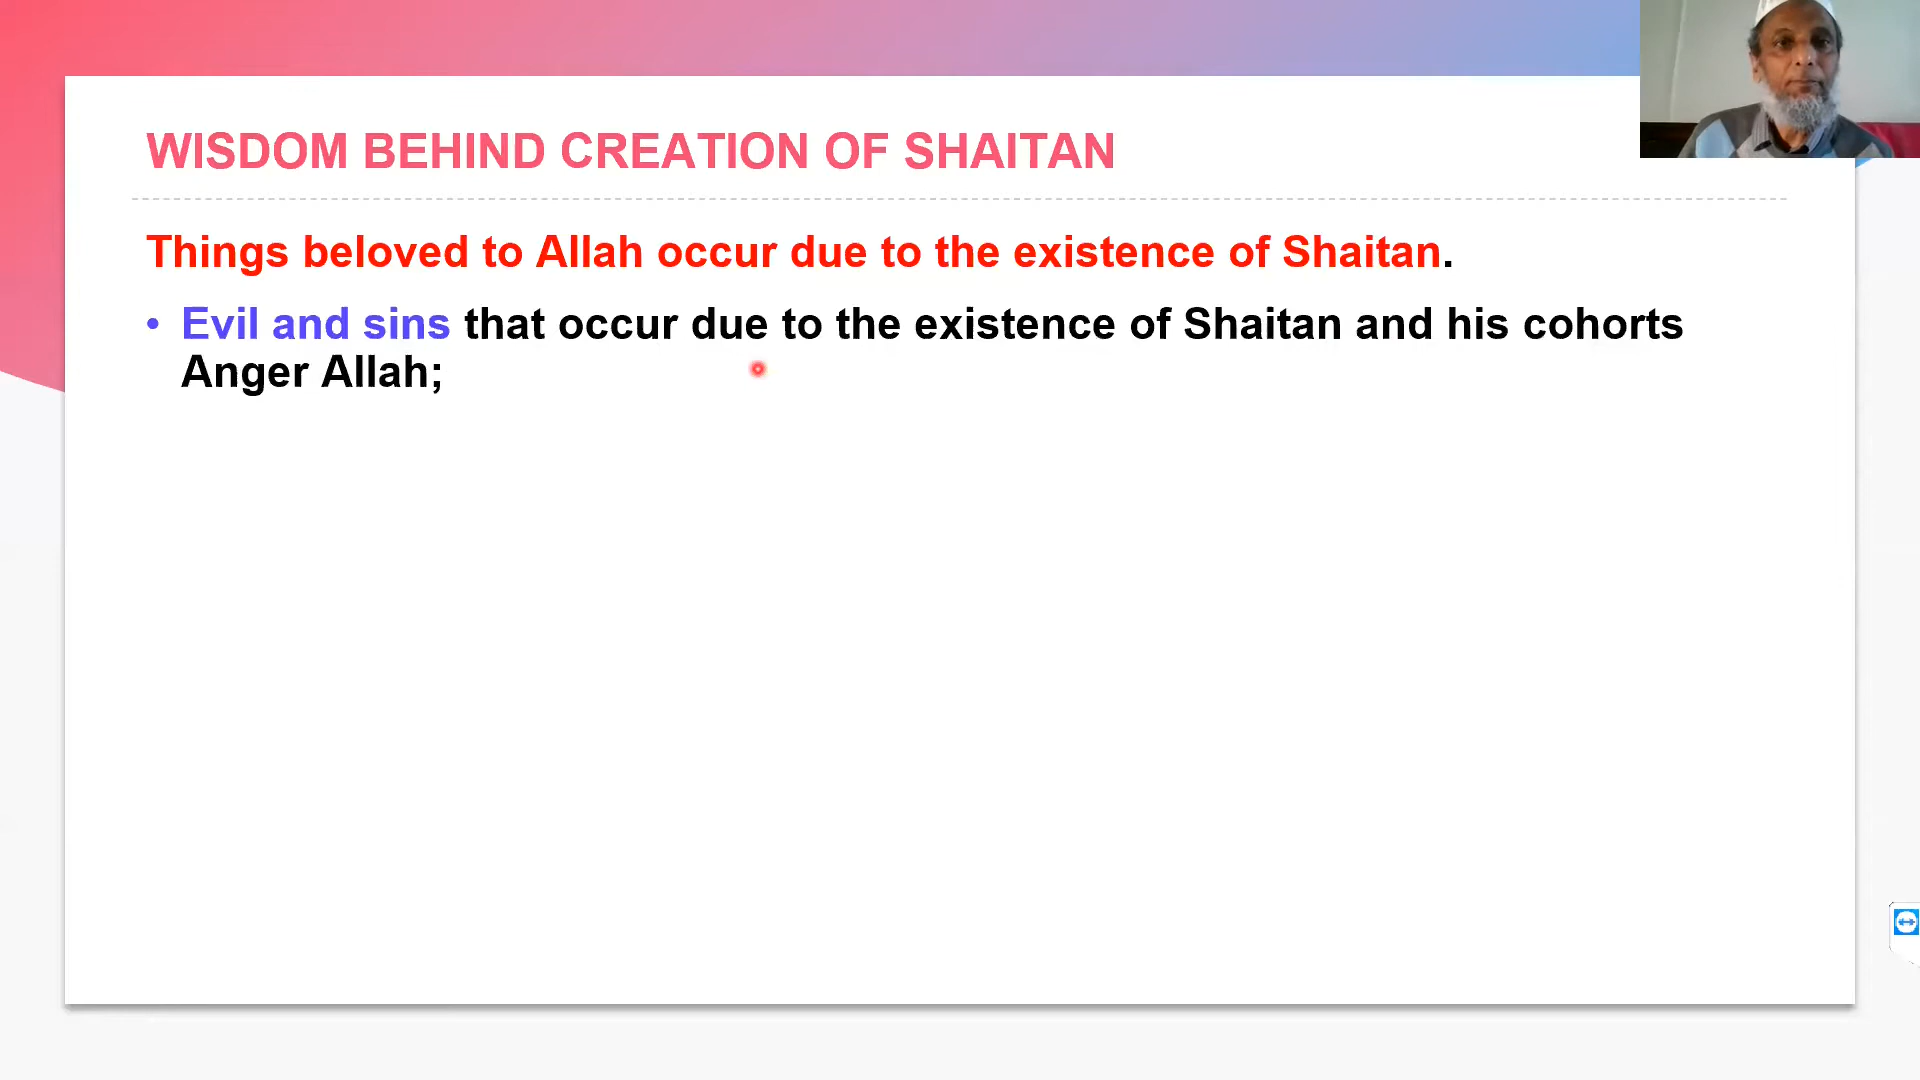 WISDOM BEHIND CREATION OF SHAITAN
Things beloved to Allah occur due to the existence of Shaitan.
• Evil and sins that occur due to the existence of Shaitan and his cohorts
Anger Allah;